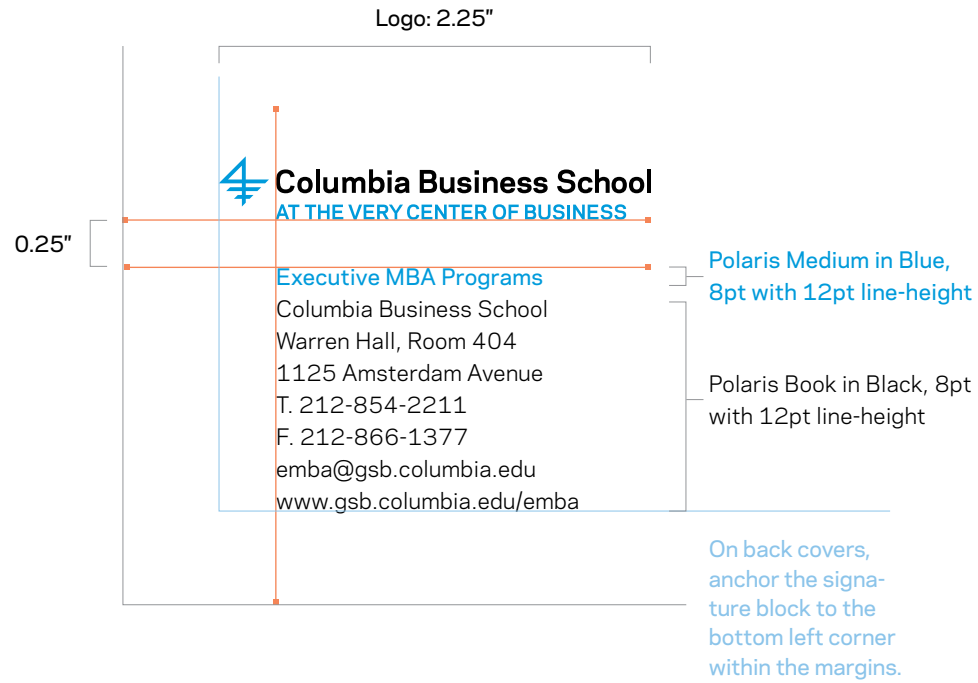 Logo: 2.25”
Columbia Business School
AT THE VERY CENTER OF BUSINESS
0.25”
Executive MBA Programs
Columbia Business School
Warren Hall, Room 404
1125 Amsterdam Avenue
T. 212-854-2211
F. 212-866-1377
emba@gsb.columbia.edu
www.gsb.columbia.edu/emba
Polaris Medium in Blue,
8pt with 12pt line-height
Polaris Book in Black, 8pt
with 12pt line-height
On back covers,
anchor the signa-
ture block to the
bottom left corner
within the margins.